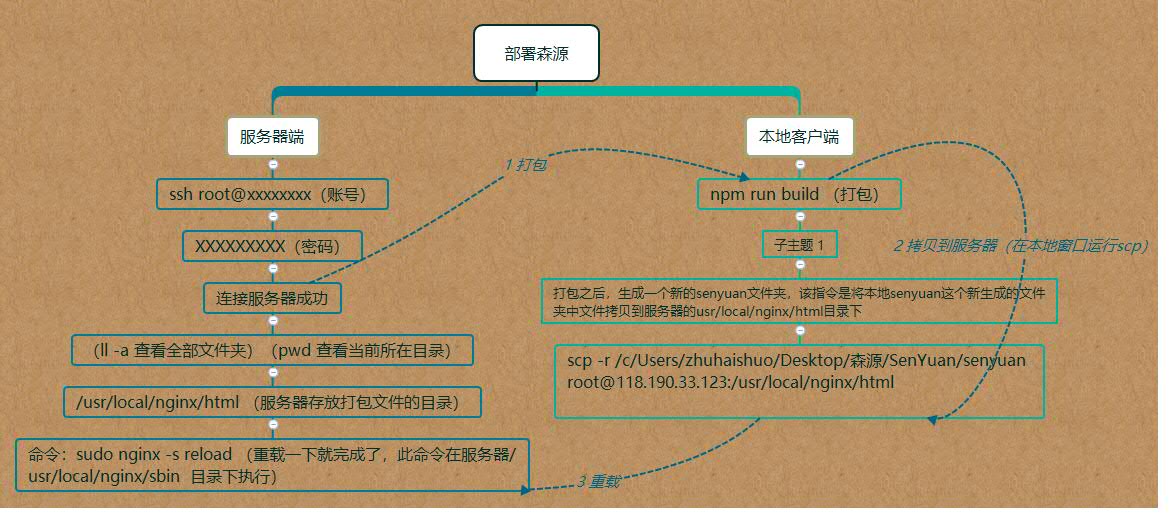 部署森源
服务器端
ssh root@xxxxxxxx（账号）
XXXXXXXXX（密码）
连接服务器成功
（ll -a 查看全部文件夹）（pwd 查看当前所在目录）
/usr/local/nginx/html （服务器存放打包文件的目录）
命令：sudo nginx -s reload （重载一下就完成了，此命令在服务器/
usr/local/nginx/sbin 目录下执行）
本地客户端
1 打包
npm run build （打包）
子主题 1
2 拷贝到服务器（在本地窗口运行scp）
打包之后，生成一个新的senyuan文件夹，该指令是将本地senyuan这个新生成的文件
夹中文件拷贝到服务器的usr/local/nginx/html目录下
scp -r /c/Users/zhuhaishuo/Desktop/森源/SenYuan/senyuan
root@118.190.33.123:/usr/local/nginx/html
3 重载